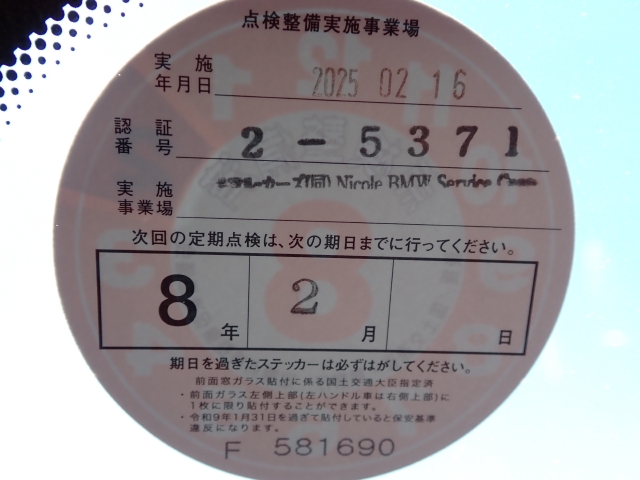 点検整備実施事業場
実施
年月日 2025 02 16
認証
番号 2-5371
実施
事業場 Nicole BMW Service
次回の定期点検は、次の期日までに行ってください。
8年 2月 日
期日を過ぎたステッカーは必ずはがしてください。
前面窓ガラス貼付に係る国土交通大臣指定済
・前面ガラス左側上部(左ハンドル車は右側上部)に
1枚に限り貼付することができます。
・令和9年1月31日を過ぎて貼付していると保安基準
違反になります。
F 581690